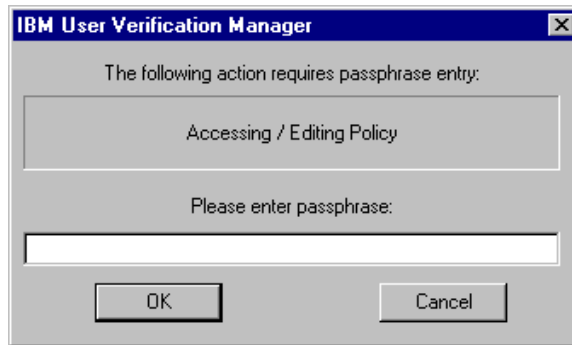 IBM User Verification Manager
The following action requires passphrase entry:
Accessing / Editing Policy
Please enter passphrase:
OK
Cancel